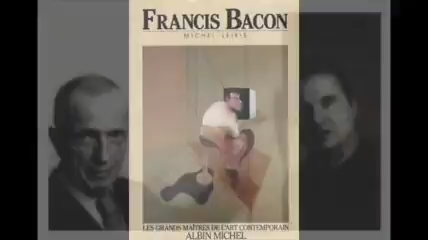 FRANCIS BACON
MICHEL LEIRIS
LES GRANDS MAÎTRES DE L'ART CONTEMPORAIN
ALBIN MICHEL